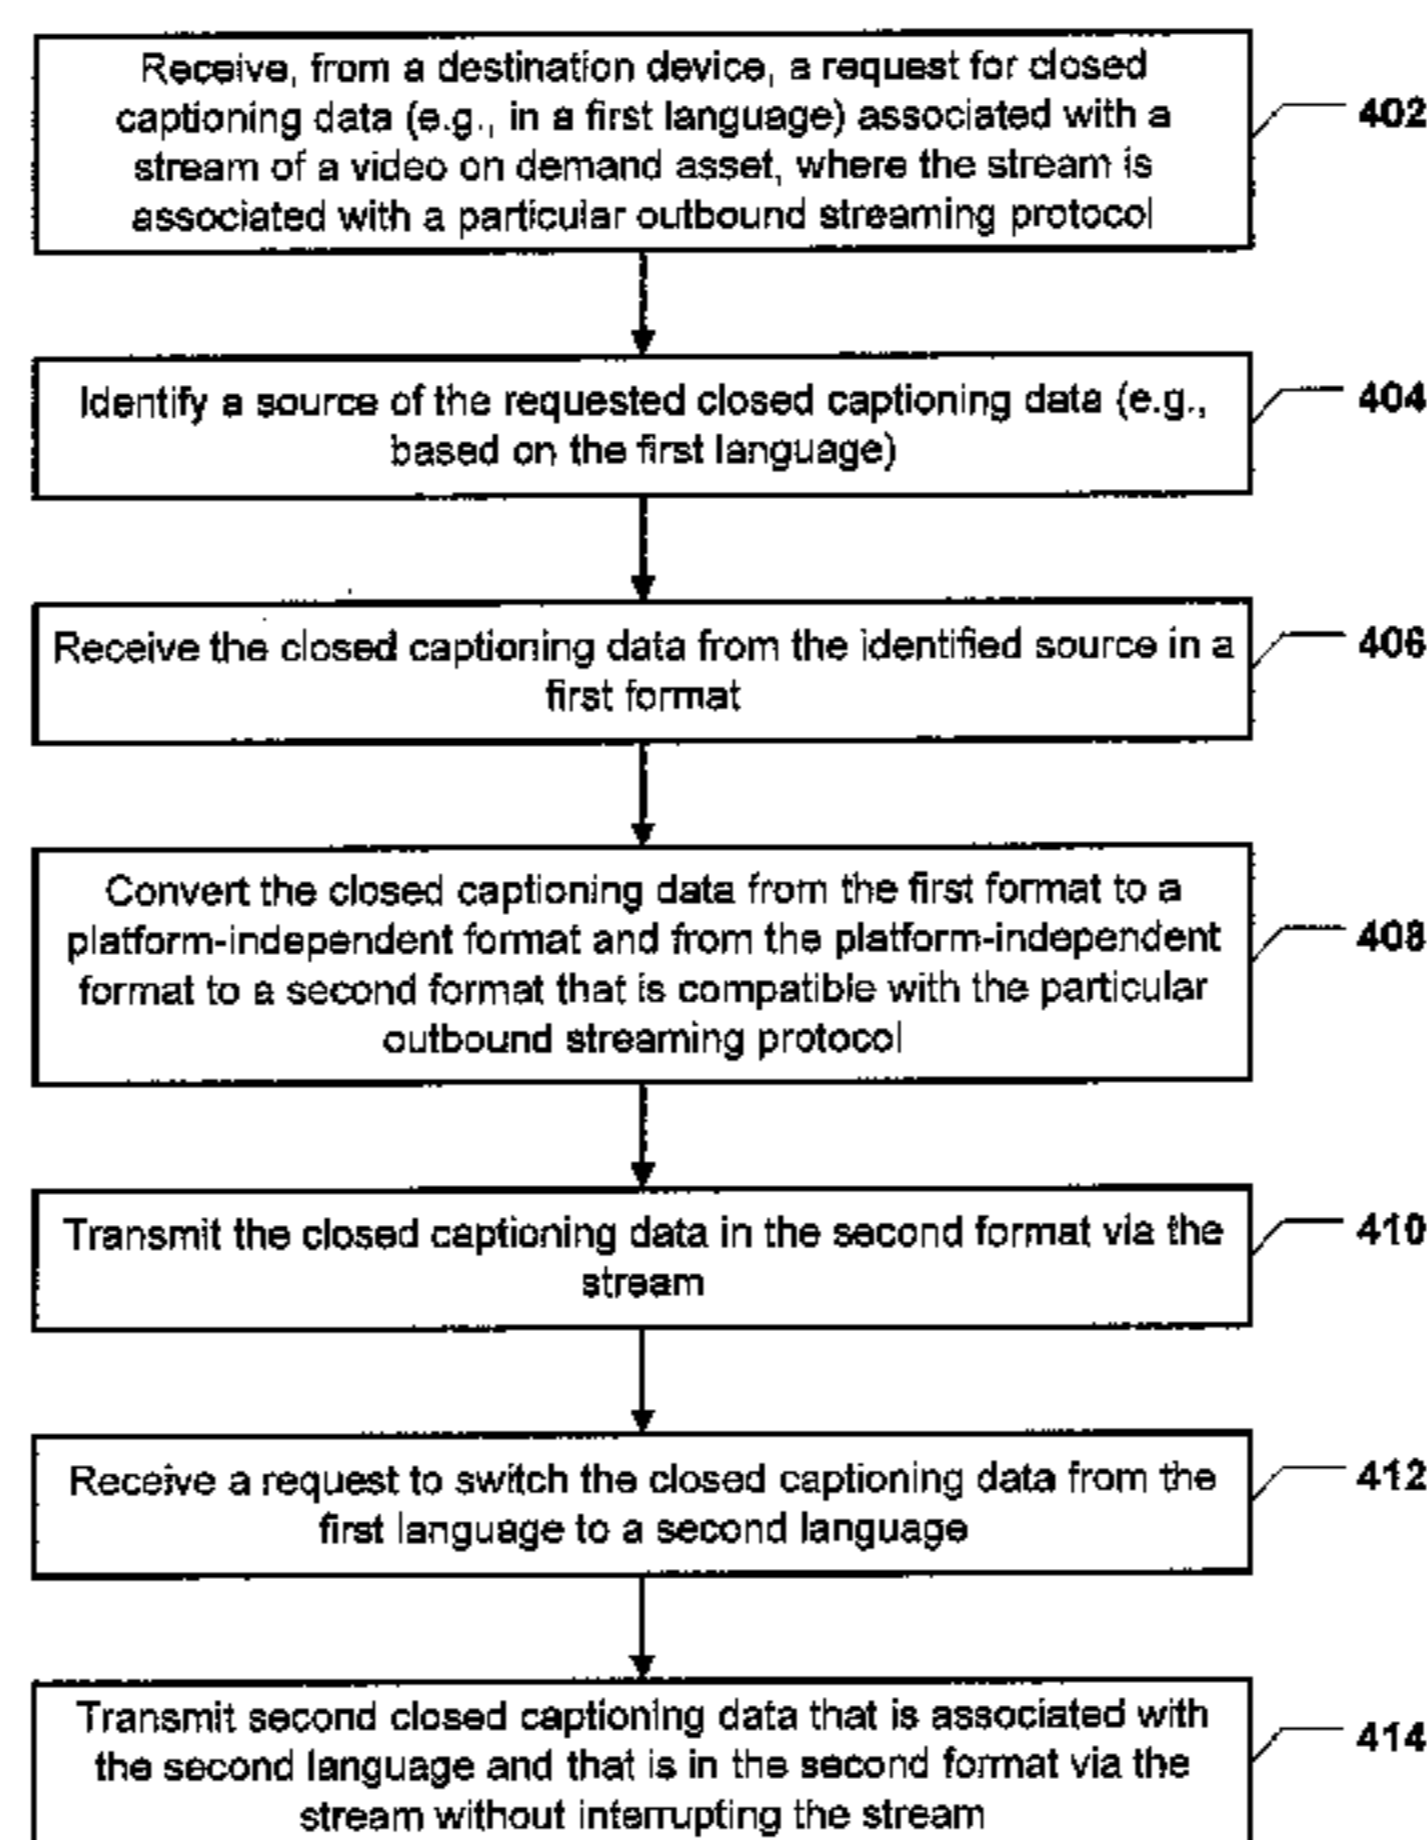 Receive, from a destination device, a request for closed
captioning data (e.g., in a first language) associated with a
stream of a video on demand asset, where the stream is
associated with a particular outbound streaming protocol
402
Identify a source of the requested closed captioning data (e.g.,
based on the first language)
404
Receive the closed captioning data from the identified source in a
first format
406
Convert the closed captioning data from the first format to a
platform-independent format and from the platform-independent
format to a second format that is compatible with the particular
outbound streaming protocol
408
Transmit the closed captioning data in the second format via the
stream
410
Receive a request to switch the closed captioning data from the
first language to a second language
412
Transmit second closed captioning data that is associated with
the second language and that is in the second format via the
stream without interrupting the stream
414